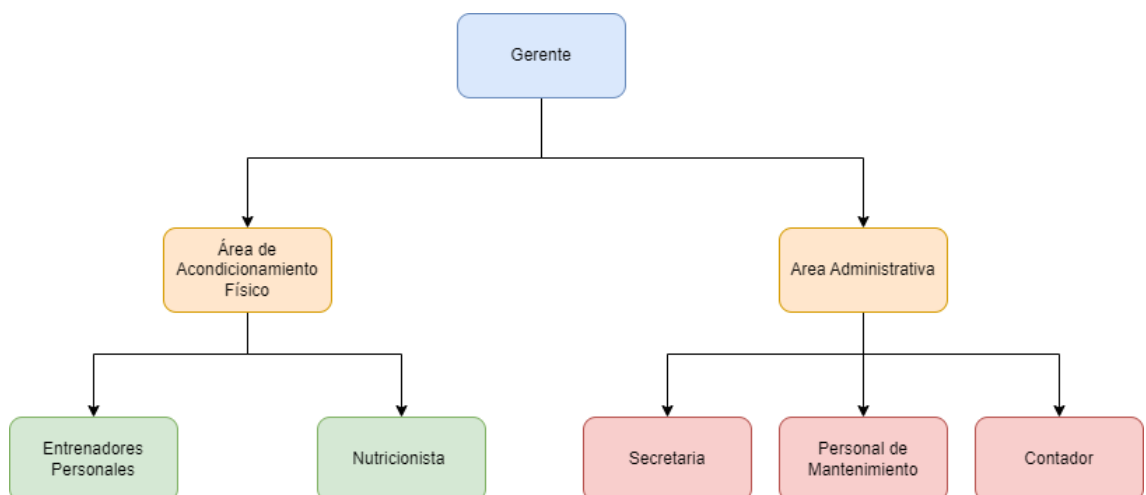 Gerente
Área de
Acondicionamiento
Físico
Area Administrativa
Entrenadores
Personales
Nutricionista
Secretaria
Personal de
Mantenimiento
Contador